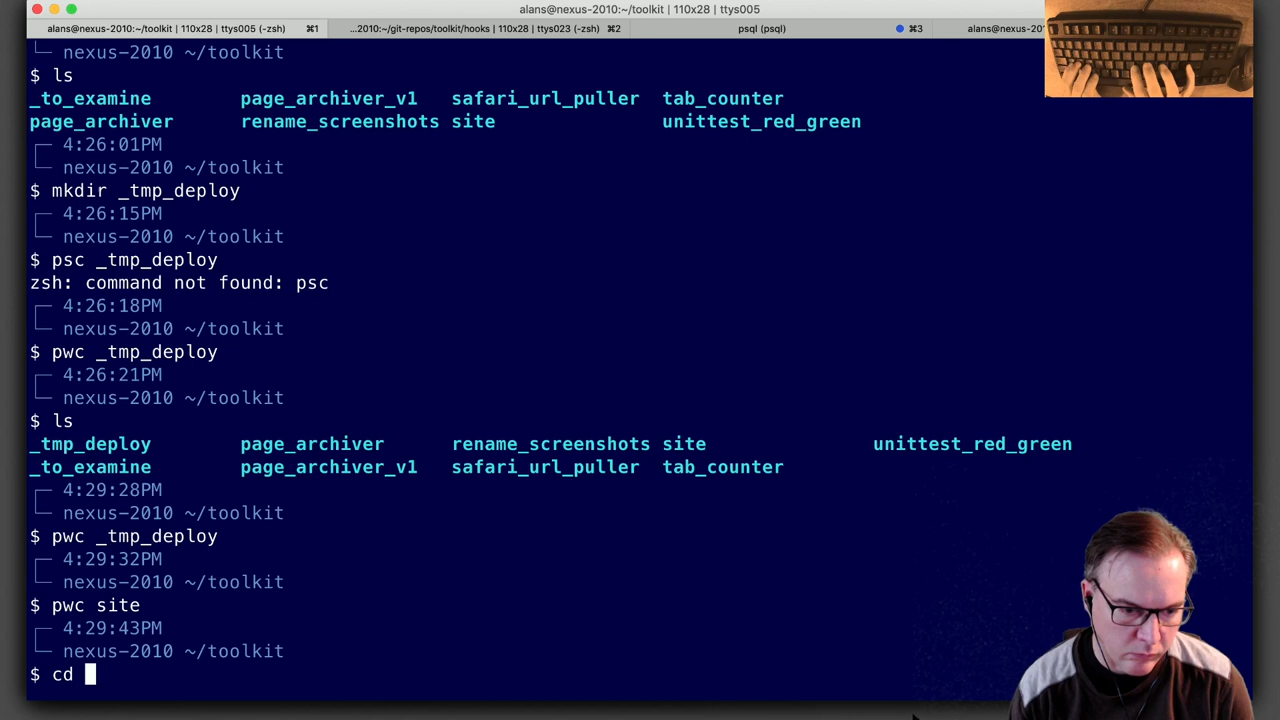 alans@nexus-2010:~/toolkit | 110x28 | ttys005
alans@nexus-2010:~/toolkit | 110x28 | ttys005 (-zsh) ⌘1 ...2010:~/git-repos/toolkit/hooks | 110x28 | ttys023 (-zsh) ⌘2 psql (psql) ⌘3 alans@nexus-201
nexus-2010 ~/toolkit
$ ls
_to_examine page_archiver_v1 safari_url_puller tab_counter
page_archiver rename_screenshots site unittest_red_green
4:26:01PM
nexus-2010 ~/toolkit
$ mkdir _tmp_deploy
4:26:15PM
nexus-2010 ~/toolkit
$ psc _tmp_deploy
zsh: command not found: psc
4:26:18PM
nexus-2010 ~/toolkit
$ pwc _tmp_deploy
4:26:21PM
nexus-2010 ~/toolkit
$ ls
_tmp_deploy page_archiver rename_screenshots site unittest_red_green
_to_examine page_archiver_v1 safari_url_puller tab_counter
4:29:28PM
nexus-2010 ~/toolkit
$ pwc _tmp_deploy
4:29:32PM
nexus-2010 ~/toolkit
$ pwc site
4:29:43PM
nexus-2010 ~/toolkit
$ cd